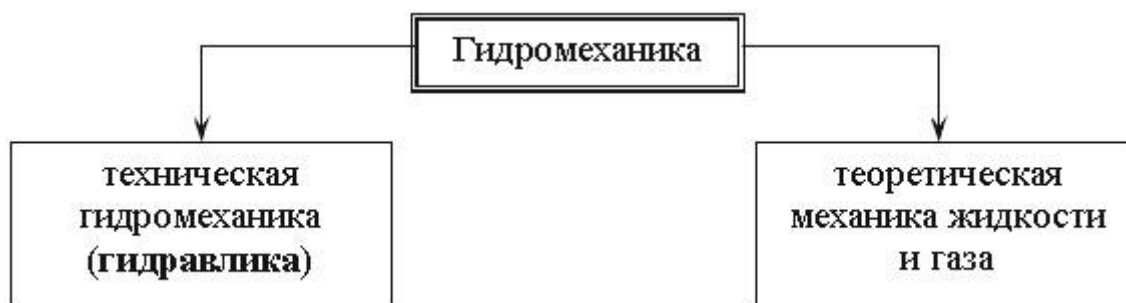 Гидромеханика
техническая
гидромеханика
(гидравлика)
теоретическая
механика жидкости
и газа